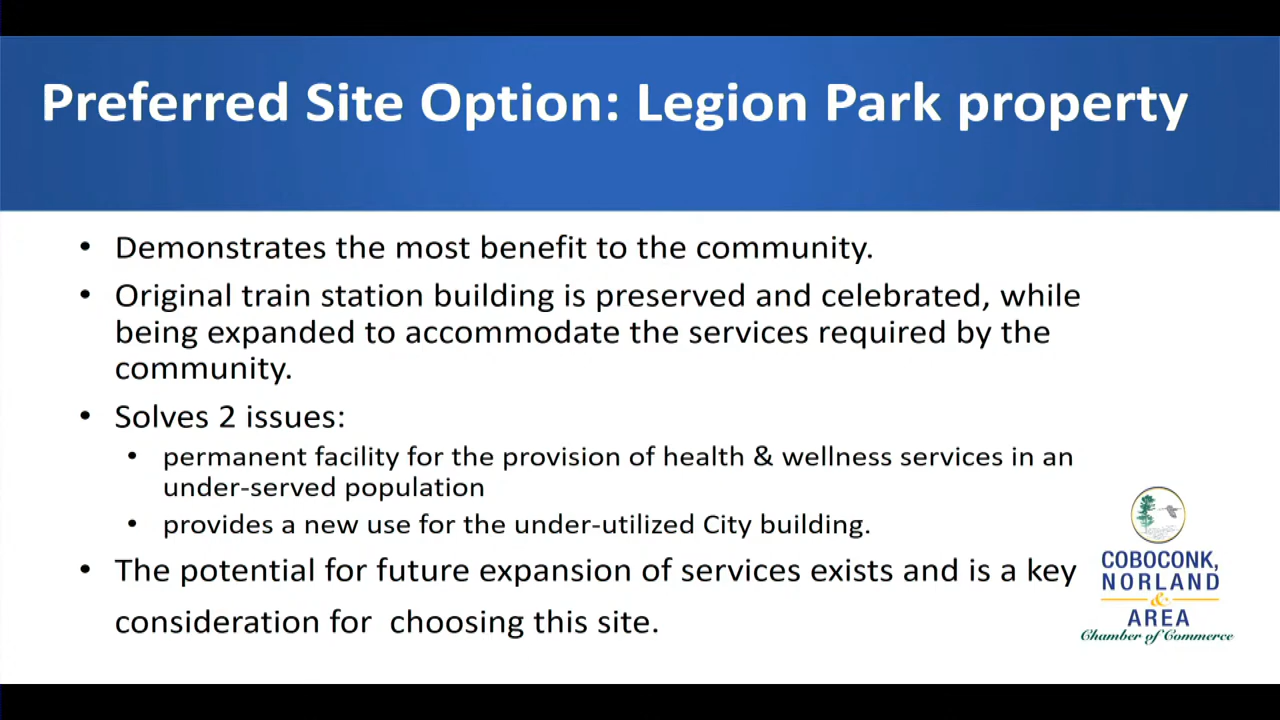 Preferred Site Option: Legion Park property
• Demonstrates the most benefit to the community.
• Original train station building is preserved and celebrated, while
being expanded to accommodate the services required by the
community.
• Solves 2 issues:
• permanent facility for the provision of health & wellness services in an
under-served population
• provides a new use for the under-utilized City building.
• The potential for future expansion of services exists and is a key
consideration for  choosing this site.
COBOCONK,
NORLAND
&
AREA
Chamber of Commerce